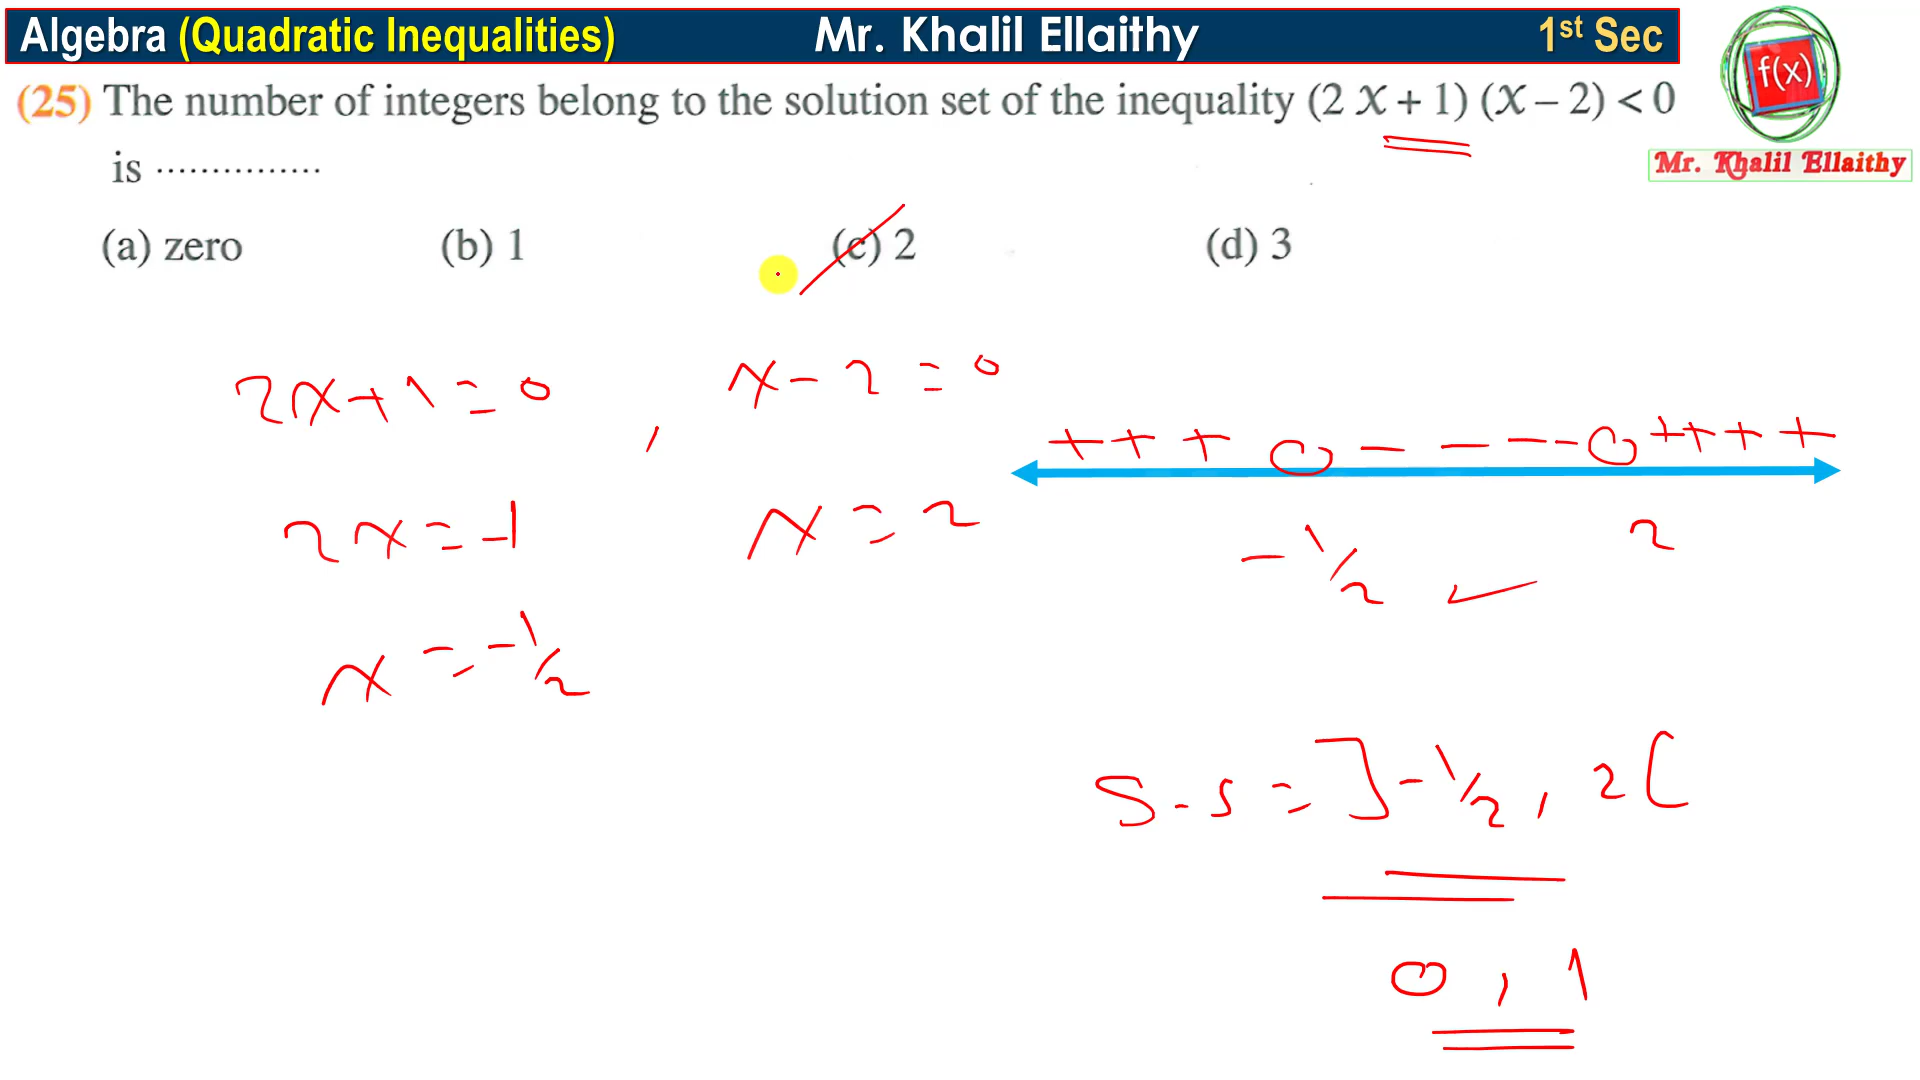 Algebra (Quadratic Inequalities) Mr. Khalil Ellaithy 1st Sec
f(x)
Mr. Khalil Ellaithy
(25) The number of integers belong to the solution set of the inequality (2 X + 1) (X – 2) < 0
is ...............
(a) zero (b) 1 (c) 2 (d) 3
2x+1=0 , x-2=0
+ + + 0 - - - - 0 + + + +
2x=-1 x=2
-1/2 2
x=-1/2
S.S = ]-1/2, 2[
0, 1